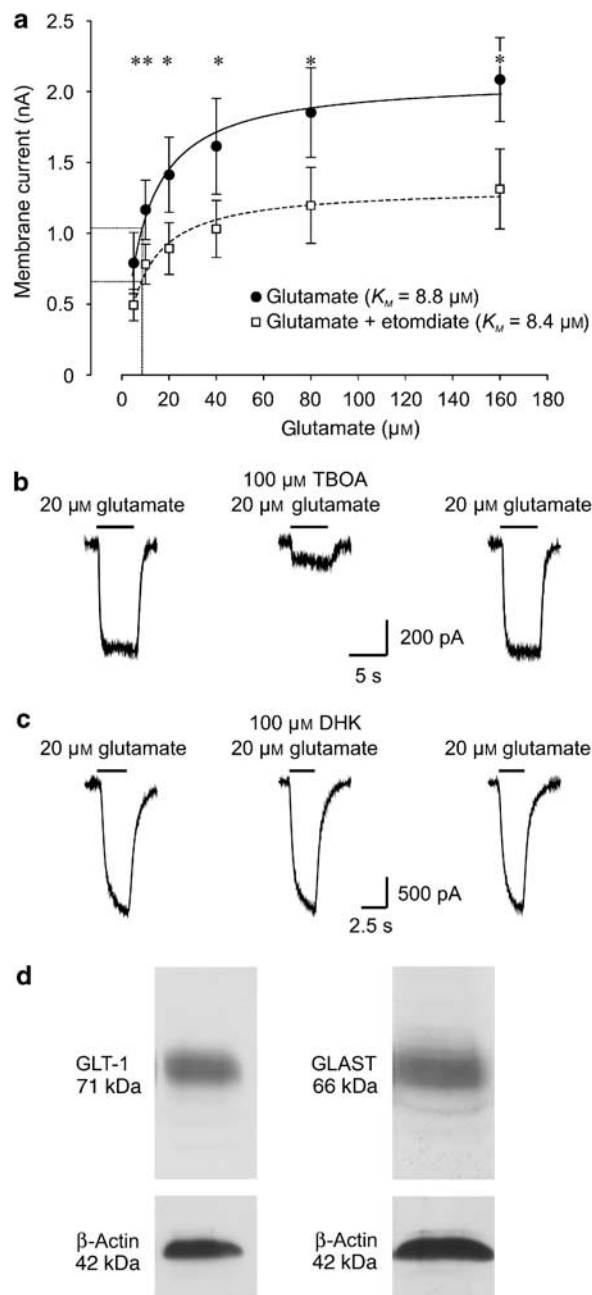 a
Membrane current (nA)
2.5
2.0
1.5
1.0
0.5
0
** * * * *
Glutamate (KM = 8.8 µM)
Glutamate + etomdiate (KM = 8.4 µM)
0 20 40 60 80 100 120 140 160 180
Glutamate (µM)
b
20 µM glutamate
100 µM TBOA
20 µM glutamate
20 µM glutamate
200 pA
5 s
c
20 µM glutamate
100 µM DHK
20 µM glutamate
20 µM glutamate
500 pA
2.5 s
d
GLT-1
71 kDa
GLAST
66 kDa
β-Actin
42 kDa
β-Actin
42 kDa